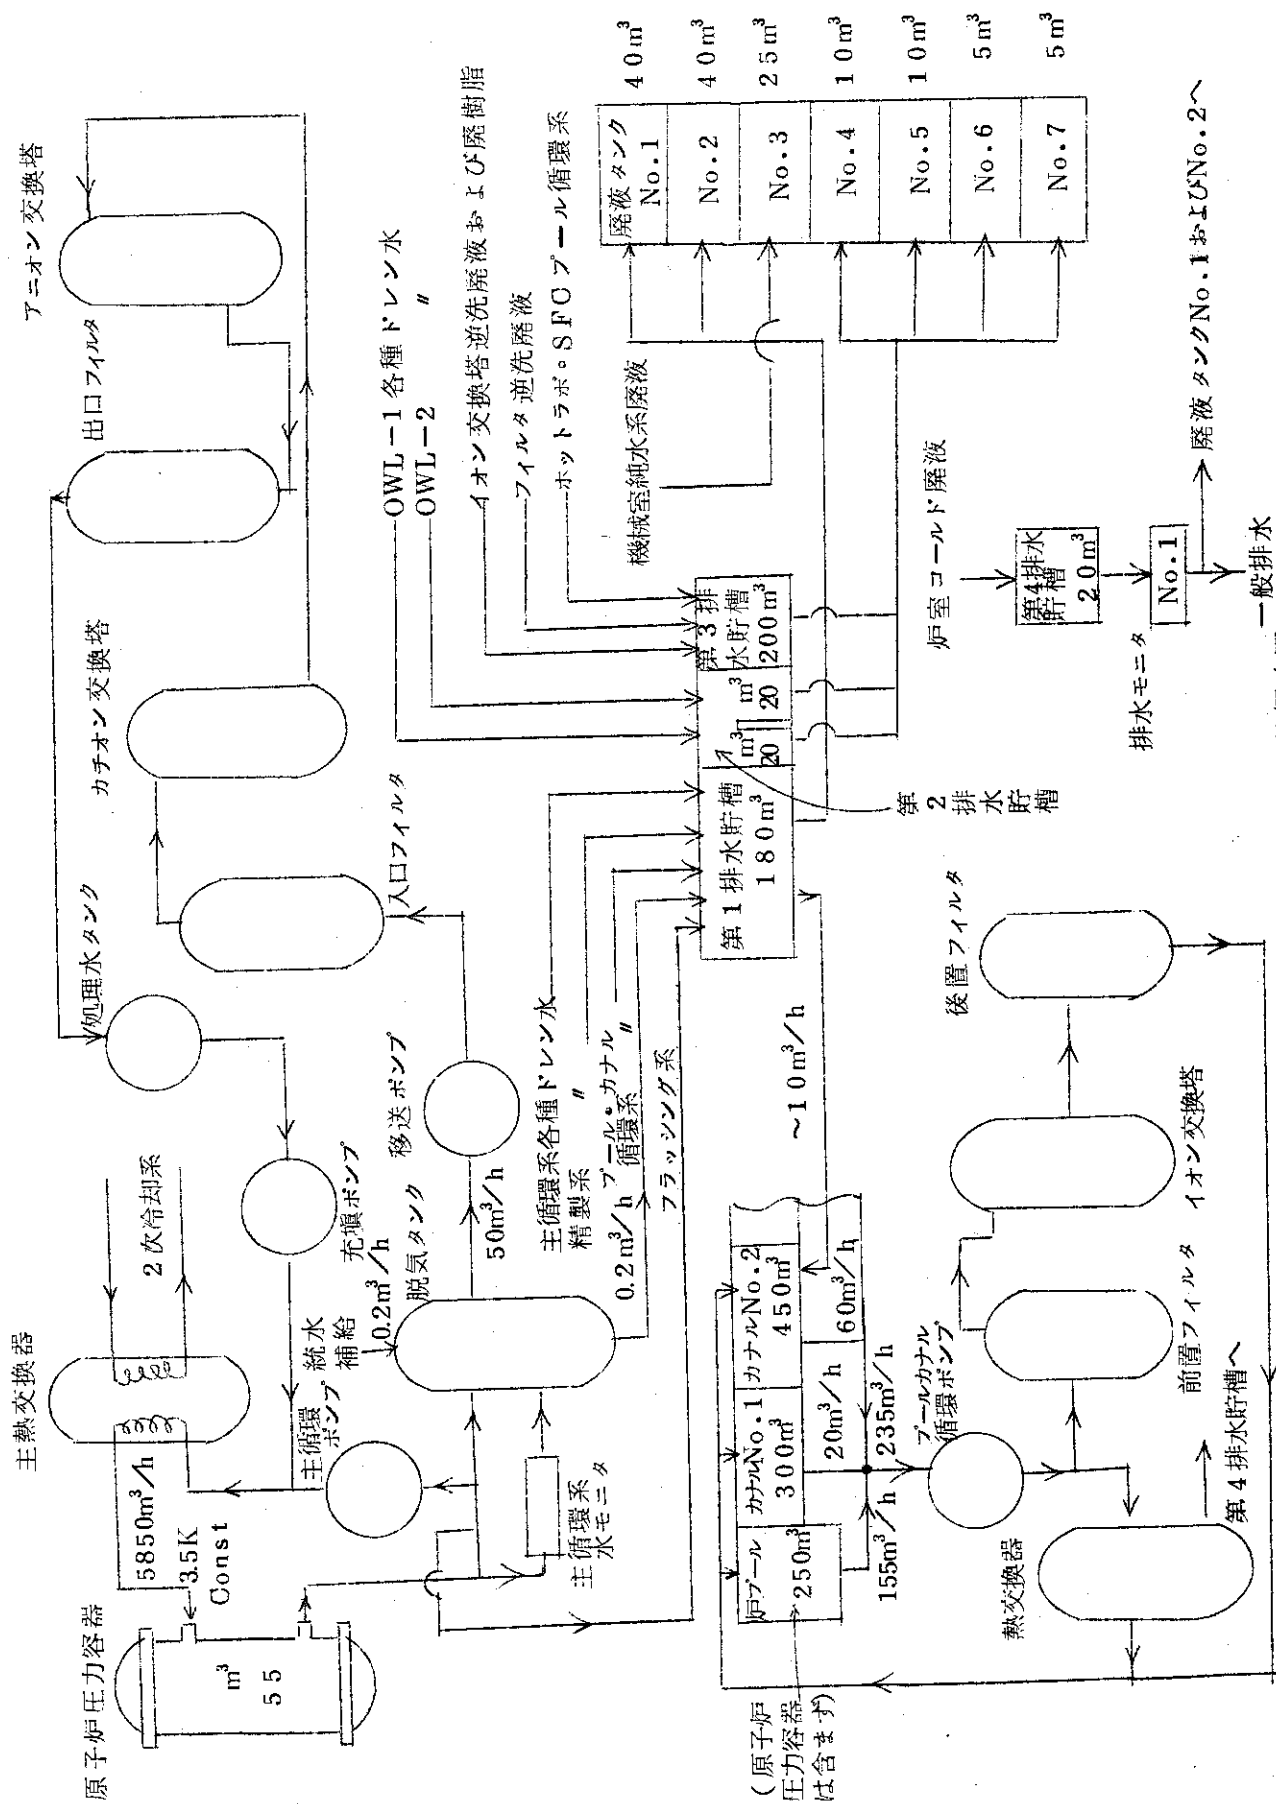 原子炉圧力容器
m³
55
主熱交換器
5850m³/h
3.5K
Const
2次冷却系
主循環
ポンプ
主循環系
水モニタ
充填ポンプ
統水
補給
0.2m³/h
脱気タンク
50m³/h
移送ポンプ
処理水タンク
入口フィルタ
カチオン交換塔
出口フィルタ
アニオン交換塔
主循環系各種ドレン水
精製系 〃
プール・カナル
循環系 〃
0.2m³/h
フラッシング系
OWL-1各種ドレン水
OWL-2 〃
イオン交換塔逆洗廃液および廃樹脂
フィルタ逆洗廃液
ホットラボ・SFCプール循環系
第1排水貯槽
180m³
m³
20
m³
20
第3排
水貯槽
200m³
第2排水貯槽
機械室純水系廃液
廃液タンク
No.1
No.2
No.3
No.4
No.5
No.6
No.7
40m³
40m³
25m³
10m³
10m³
5m³
5m³
炉プール
250m³
カナルNo.1
300m³
カナルNo.2
450m³
(原子炉
圧力容器
は含まず)
155m³/h
20m³/h
60m³/h
235m³/h
～10m³/h
プールカナル
循環ポンプ
熱交換器
第4排水貯槽へ
前置フィルタ
イオン交換塔
後置フィルタ
炉室コールド廃液
第4排水
貯槽
20m³
排水モニタ
No.1
廃液タンクNo.1およびNo.2へ
一般排水